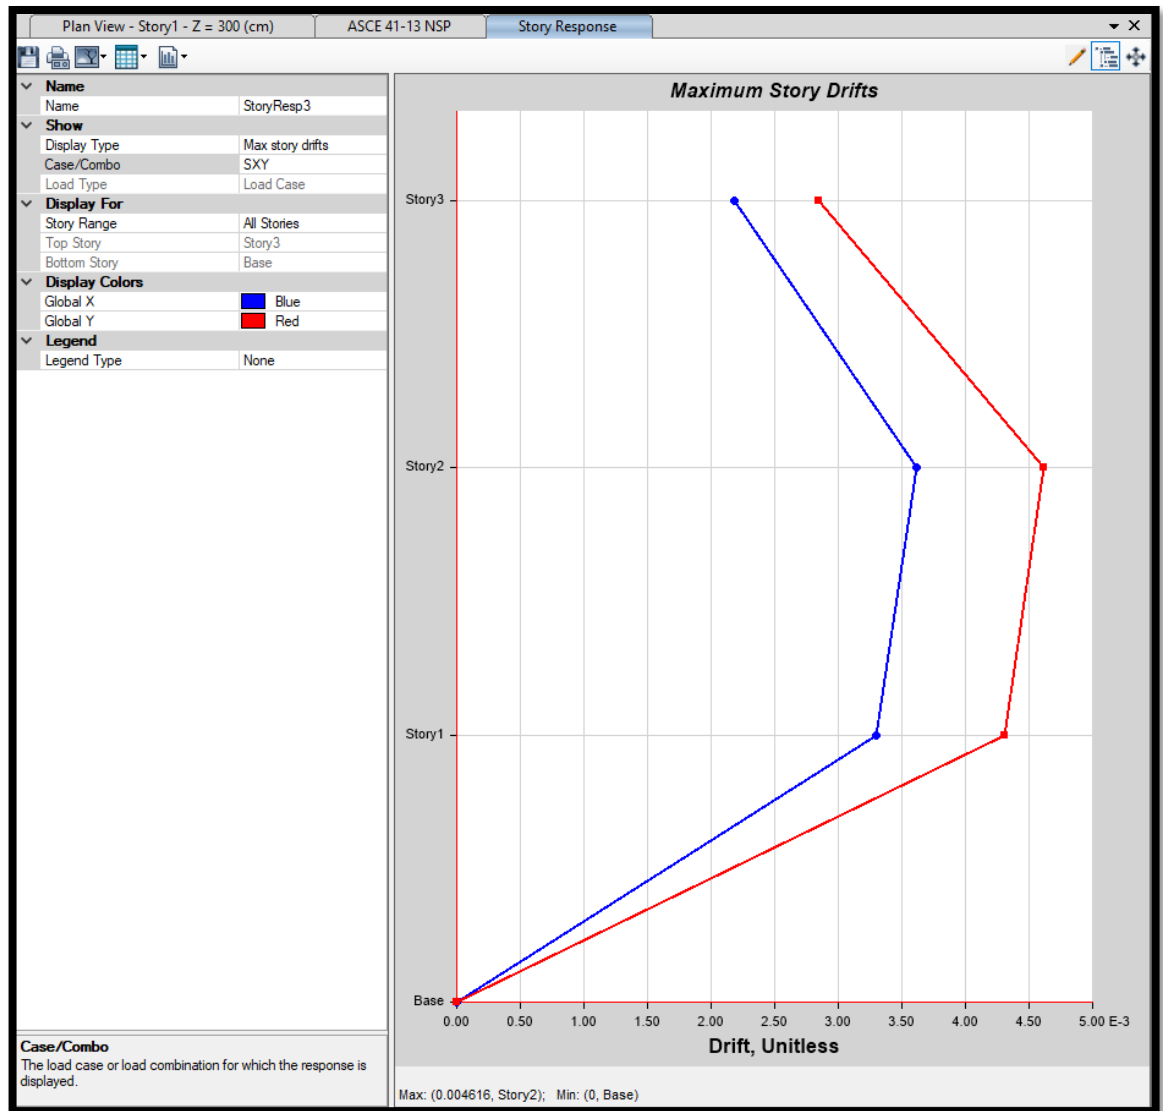 Plan View - Story1 - Z = 300 (cm)
ASCE 41-13 NSP
Story Response
Name
Name StoryResp3
Show
Display Type Max story drifts
Case/Combo SXY
Load Type Load Case
Display For
Story Range All Stories
Top Story Story3
Bottom Story Base
Display Colors
Global X Blue
Global Y Red
Legend
Legend Type None
Case/Combo
The load case or load combination for which the response is
displayed.
Maximum Story Drifts
Story3
Story2
Story1
Base
0.00 0.50 1.00 1.50 2.00 2.50 3.00 3.50 4.00 4.50 5.00 E-3
Drift, Unitless
Max: (0.004616, Story2); Min: (0, Base)